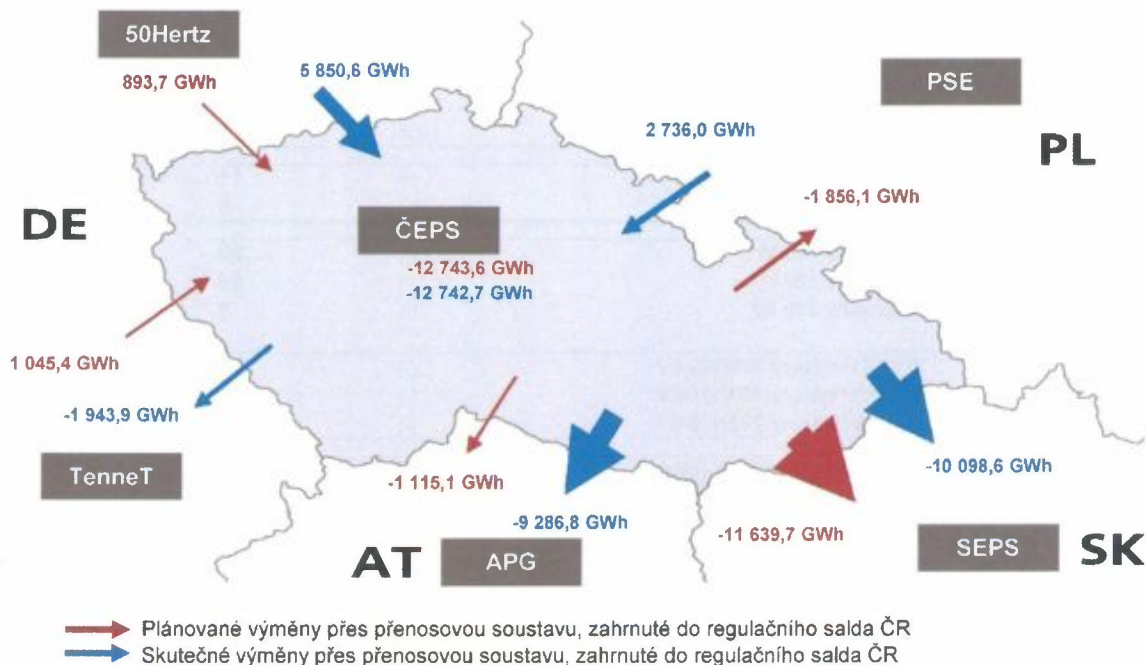 50Hertz
893,7 GWh
5 850,6 GWh
PSE
2 736,0 GWh
PL
-1 856,1 GWh
DE
ČEPS
-12 743,6 GWh
-12 742,7 GWh
1 045,4 GWh
-1 943,9 GWh
TenneT
-1 115,1 GWh
-9 286,8 GWh
-10 098,6 GWh
-11 639,7 GWh
AT
APG
SEPS
SK
Plánované výměny přes přenosovou soustavu, zahrnuté do regulačního salda ČR
Skutečné výměny přes přenosovou soustavu, zahrnuté do regulačního salda ČR